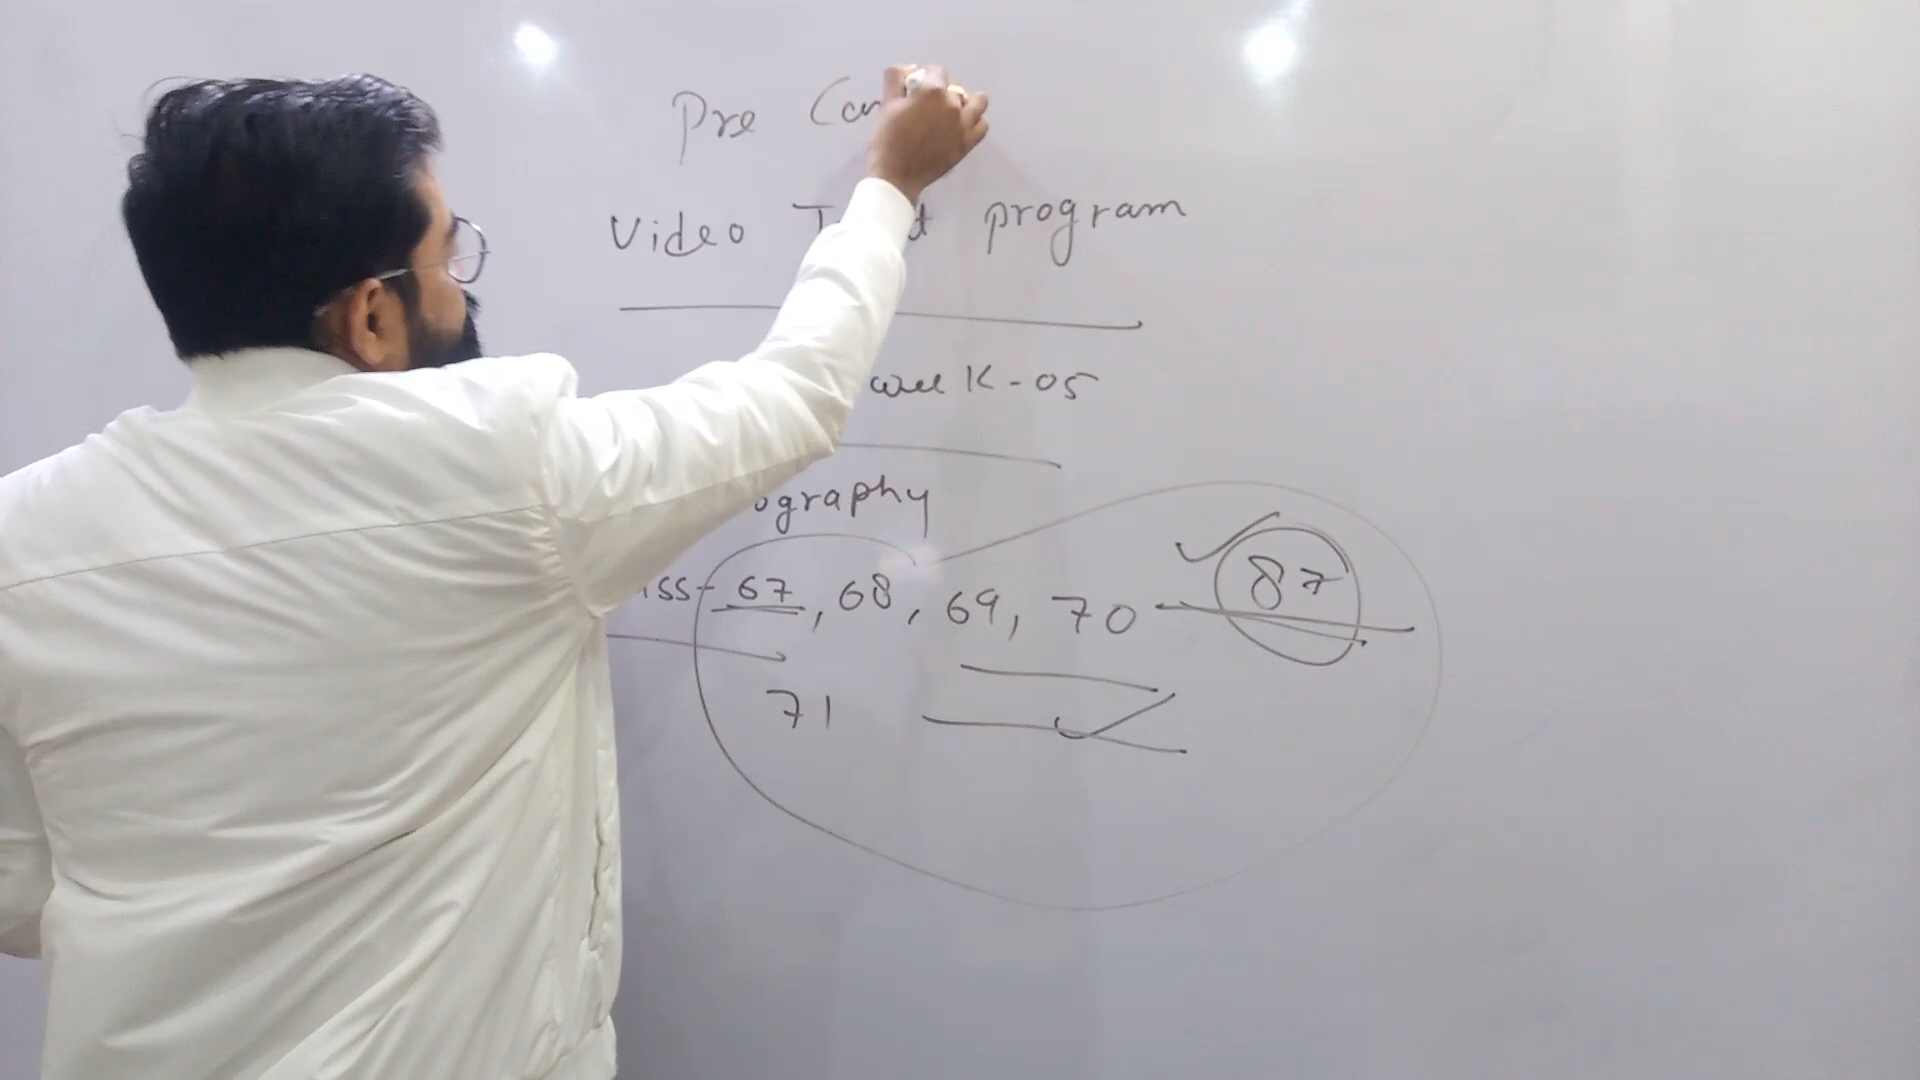 Pre
Video program
week-05
ography
ss- 67, 68, 69, 70 87
71